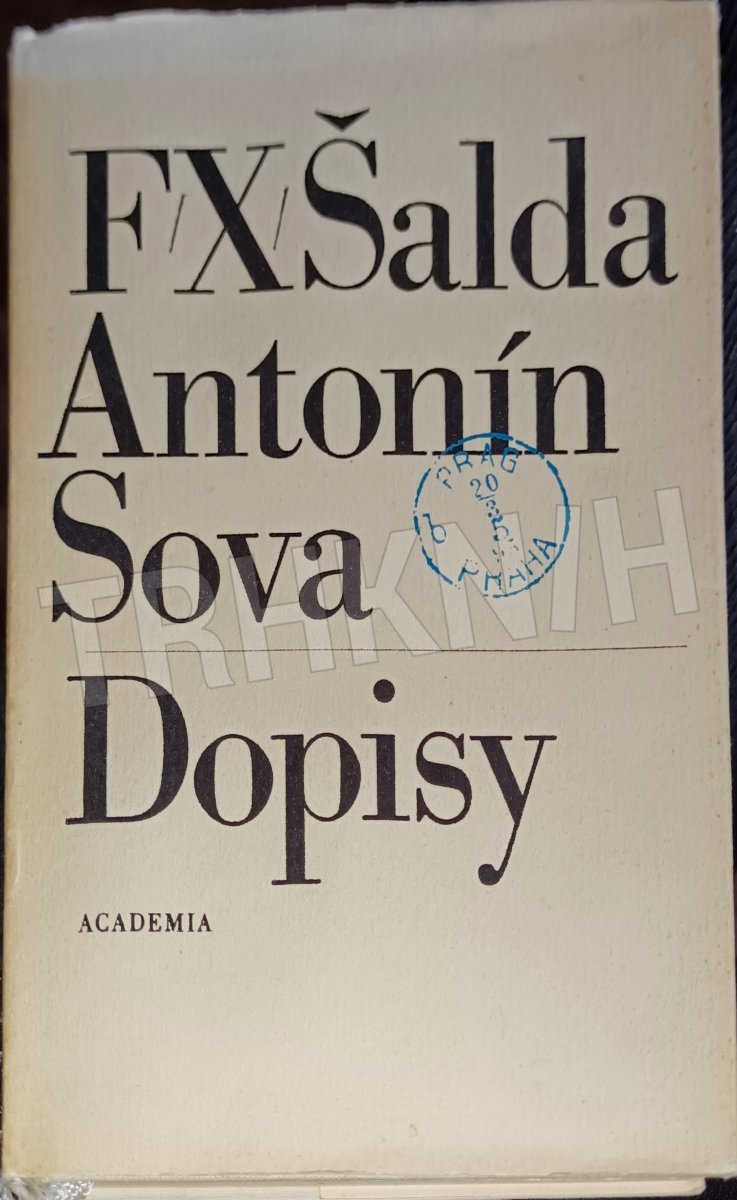 F/X/Šalda
Antonín
Sova
PRAG
20
PRAHA
TRHKNIH
Dopisy
ACADEMIA